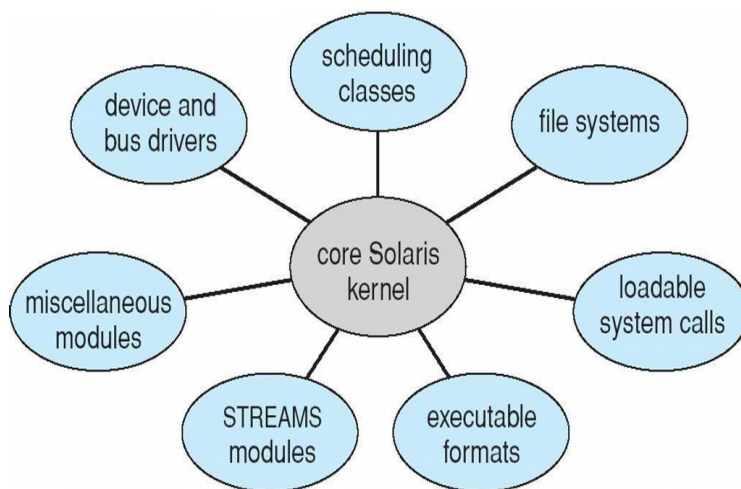 scheduling
classes
device and
bus drivers
file systems
core Solaris
kernel
miscellaneous
modules
loadable
system calls
STREAMS
modules
executable
formats